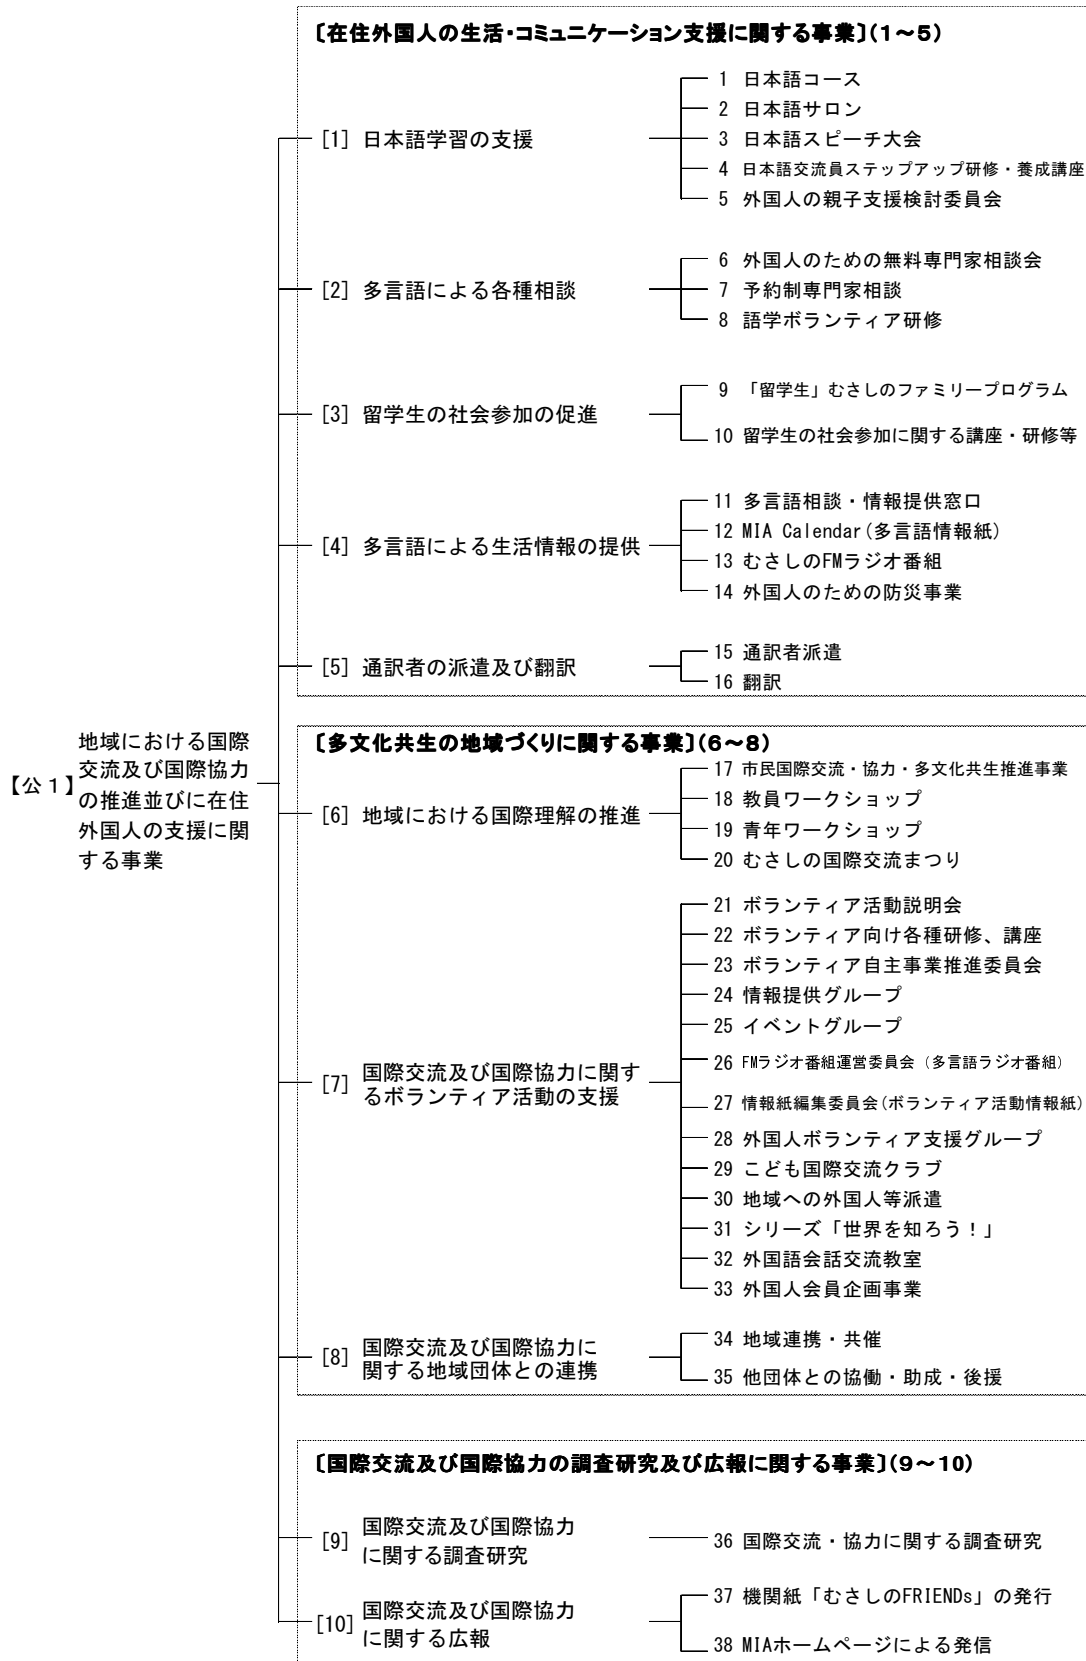 〔在住外国人の生活・コミュニケーション支援に関する事業〕(1～5)
[1] 日本語学習の支援
1 日本語コース
2 日本語サロン
3 日本語スピーチ大会
4 日本語交流員ステップアップ研修・養成講座
5 外国人の親子支援検討委員会
[2] 多言語による各種相談
6 外国人のための無料専門家相談会
7 予約制専門家相談
8 語学ボランティア研修
[3] 留学生の社会参加の促進
9 「留学生」むさしのファミリープログラム
10 留学生の社会参加に関する講座・研修等
[4] 多言語による生活情報の提供
11 多言語相談・情報提供窓口
12 MIA Calendar(多言語情報紙)
13 むさしのFMラジオ番組
14 外国人のための防災事業
[5] 通訳者の派遣及び翻訳
15 通訳者派遣
16 翻訳
【公１】
地域における国際
交流及び国際協力
の推進並びに在住
外国人の支援に関
する事業
〔多文化共生の地域づくりに関する事業〕(6～8)
[6] 地域における国際理解の推進
17 市民国際交流・協力・多文化共生推進事業
18 教員ワークショップ
19 青年ワークショップ
20 むさしの国際交流まつり
[7] 国際交流及び国際協力に関す
るボランティア活動の支援
21 ボランティア活動説明会
22 ボランティア向け各種研修、講座
23 ボランティア自主事業推進委員会
24 情報提供グループ
25 イベントグループ
26 FMラジオ番組運営委員会（多言語ラジオ番組）
27 情報紙編集委員会(ボランティア活動情報紙)
28 外国人ボランティア支援グループ
29 こども国際交流クラブ
30 地域への外国人等派遣
31 シリーズ「世界を知ろう！」
32 外国語会話交流教室
33 外国人会員企画事業
[8] 国際交流及び国際協力に
関する地域団体との連携
34 地域連携・共催
35 他団体との協働・助成・後援
〔国際交流及び国際協力の調査研究及び広報に関する事業〕(9～10)
[9] 国際交流及び国際協力
に関する調査研究
36 国際交流・協力に関する調査研究
[10] 国際交流及び国際協力
に関する広報
37 機関紙「むさしのFRIENDs」の発行
38 MIAホームページによる発信